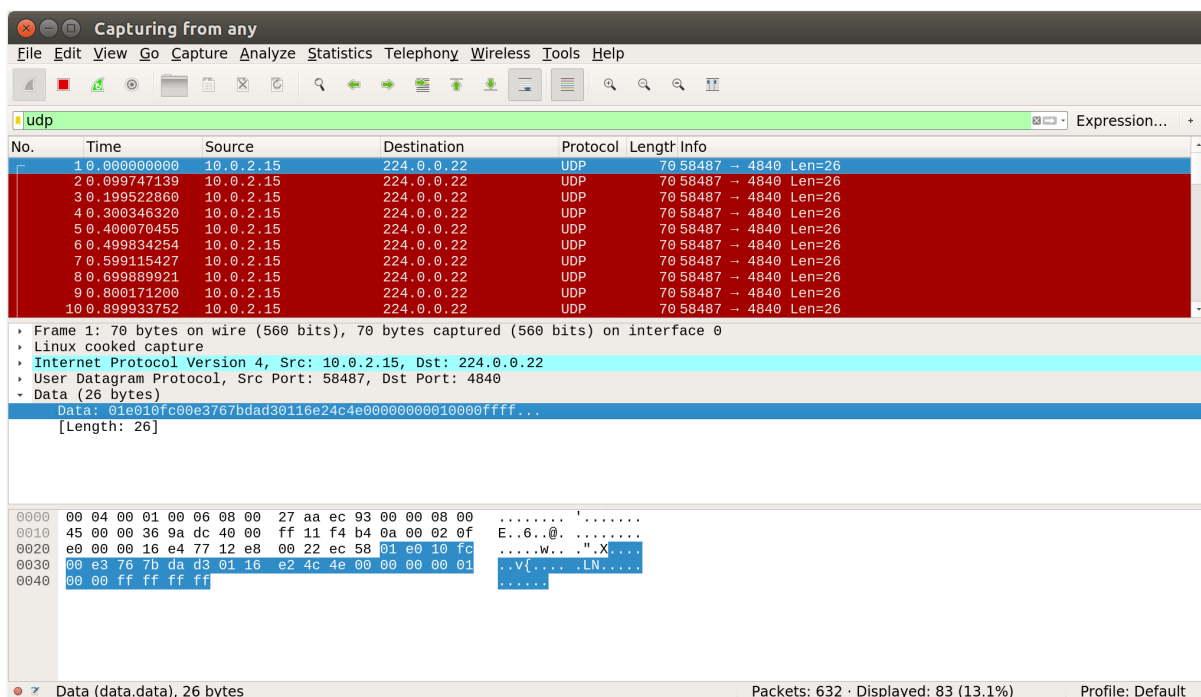 Capturing from any
File Edit View Go Capture Analyze Statistics Telephony Wireless Tools Help
udp Expression... +
No. Time Source Destination Protocol Length Info
1 0.000000000 10.0.2.15 224.0.0.22 UDP 70 58487 → 4840 Len=26
2 0.099747139 10.0.2.15 224.0.0.22 UDP 70 58487 → 4840 Len=26
3 0.199522860 10.0.2.15 224.0.0.22 UDP 70 58487 → 4840 Len=26
4 0.300346320 10.0.2.15 224.0.0.22 UDP 70 58487 → 4840 Len=26
5 0.400070455 10.0.2.15 224.0.0.22 UDP 70 58487 → 4840 Len=26
6 0.499834254 10.0.2.15 224.0.0.22 UDP 70 58487 → 4840 Len=26
7 0.599115427 10.0.2.15 224.0.0.22 UDP 70 58487 → 4840 Len=26
8 0.699889921 10.0.2.15 224.0.0.22 UDP 70 58487 → 4840 Len=26
9 0.800171200 10.0.2.15 224.0.0.22 UDP 70 58487 → 4840 Len=26
10 0.899933752 10.0.2.15 224.0.0.22 UDP 70 58487 → 4840 Len=26
Frame 1: 70 bytes on wire (560 bits), 70 bytes captured (560 bits) on interface 0
Linux cooked capture
Internet Protocol Version 4, Src: 10.0.2.15, Dst: 224.0.0.22
User Datagram Protocol, Src Port: 58487, Dst Port: 4840
Data (26 bytes)
Data: 01e010fc00e3767bdad30116e24c4e00000000010000ffff...
[Length: 26]
0000 00 04 00 01 00 06 08 00 27 aa ec 93 00 00 08 00 ........ '.......
0010 45 00 00 36 9a dc 40 00 ff 11 f4 b4 0a 00 02 0f E..6..@. ........
0020 e0 00 00 16 e4 77 12 e8 00 22 ec 58 01 e0 10 fc .....w.. .".X....
0030 00 e3 76 7b da d3 01 16 e2 4c 4e 00 00 00 00 01 ..v{.... .LN.....
0040 00 00 ff ff ff ff ......
Data (data.data), 26 bytes Packets: 632 · Displayed: 83 (13.1%) Profile: Default